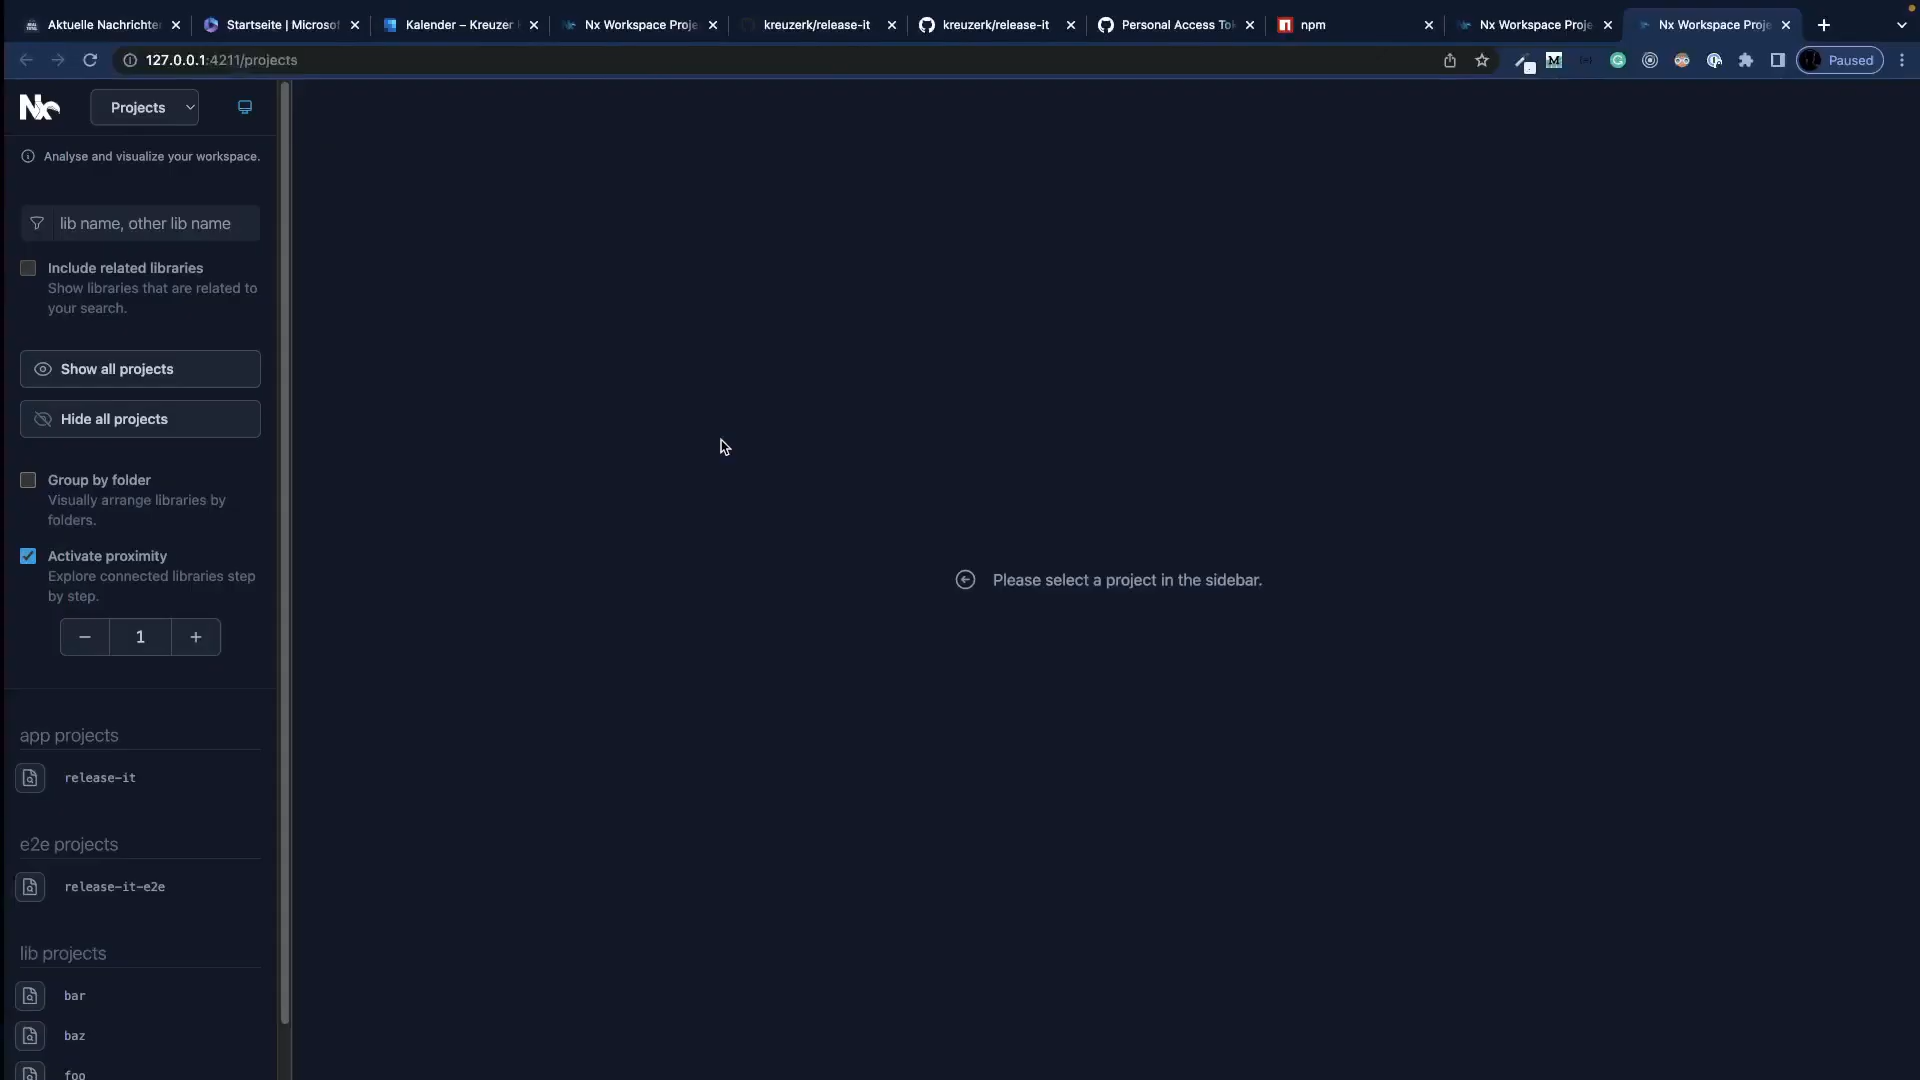 Aktuelle Nachrichter
Startseite | Microsof
Kalender – Kreuzer
Nx Workspace Proje
kreuzerk/release-it
kreuzerk/release-it
Personal Access To
npm
Nx Workspace Proje
Nx Workspace Proje
127.0.0.1:4211/projects
Paused
Nx
Projects
Analyse and visualize your workspace.
lib name, other lib name
Include related libraries
Show libraries that are related to
your search.
Show all projects
Hide all projects
Group by folder
Visually arrange libraries by
folders.
Activate proximity
Explore connected libraries step
by step.
− 1 +
Please select a project in the sidebar.
app projects
release-it
e2e projects
release-it-e2e
lib projects
bar
baz
foo